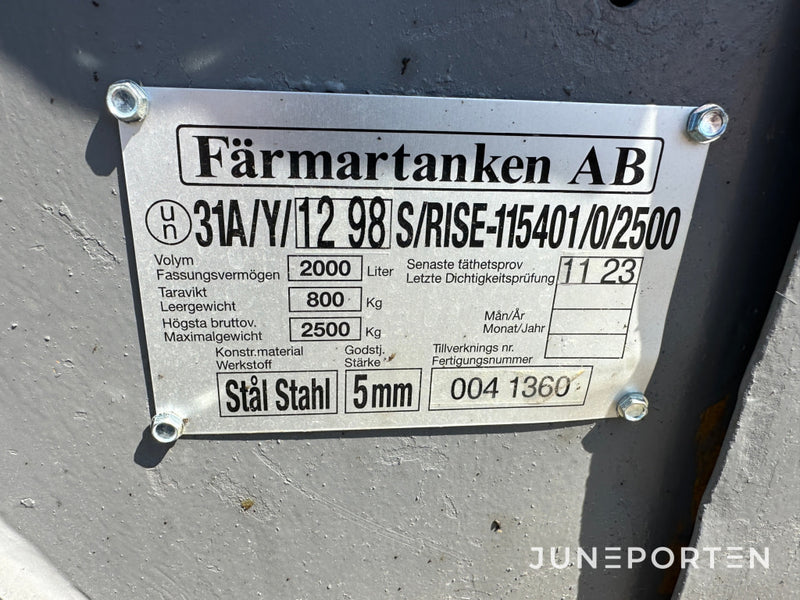 Färmartanken AB
un 31A/Y/ 12 98 S/RISE-115401/0/2500
Volym
Fassungsvermögen 2000 Liter
Senaste täthetsprov
Letzte Dichtigkeitsprüfung 11 23
Taravikt
Leergewicht 800 Kg
Mån/År
Monat/Jahr
Högsta bruttov.
Maximalgewicht 2500 Kg
Konstr.material
Werkstoff
Stål Stahl
Godstj.
Stärke
5mm
Tillverknings nr.
Fertigungsnummer
004 1360
JUNEPORTEN